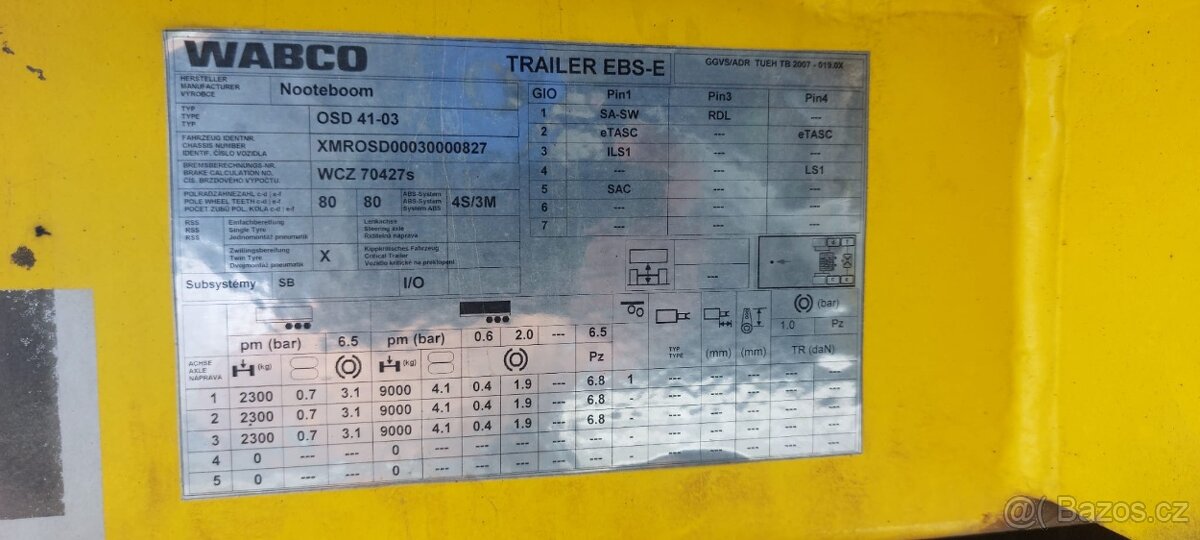 WABCO
TRAILER EBS-E
GGVS/ADR TUEH TB 2007 - 019.0X
HERSTELLER
MANUFACTURER
VÝROBCE
Nooteboom
TYP
TYPE
TYP
OSD 41-03
FAHRZEUG IDENTNR.
CHASSIS NUMBER
IDENTIF. ČÍSLO VOZIDLA
XMROSD00030000827
BREMSBERECHNUNGS-NR.
BRAKE CALCULATION NO.
ČÍS. BRZDOVÉHO VÝPOČTU
WCZ 70427s
POLRADZÄHNEZAHL c-d | e-f
POLE WHEEL TEETH c-d | e-f
POČET ZUBŮ PÓL. KOLA c-d | e-f
80 80
ABS-System
ABS-System
System ABS
4S/3M
RSS Einfachbereifung
RSS Single Tyre
RSS Jednomontáž pneumatik
Lenkachse
Steering axle
Řiditelná náprava
Zwillingsbereifung
Twin Tyre
Dvojmontáž pneumatik
X
Kippkritisches Fahrzeug
Critical Trailer
Vozidlo kritické na překlopení
Subsystémy SB I/O
GIO Pin1 Pin3 Pin4
1 SA-SW RDL ---
2 eTASC --- eTASC
3 ILS1 --- ---
4 --- --- LS1
5 SAC --- ---
6 --- --- ---
7 --- --- ---
---
pm (bar) 6.5 pm (bar) 0.6 2.0 --- 6.5
(bar)
1.0 Pz
ACHSE
AXLE
NÁPRAVA
(kg) (kg) Pz
TYP
TYPE
(mm) (mm) TR (daN)
1 2300 0.7 3.1 9000 4.1 0.4 1.9 --- 6.8 1 --- --- --- --- ---
2 2300 0.7 3.1 9000 4.1 0.4 1.9 --- 6.8 - --- --- --- --- ---
3 2300 0.7 3.1 9000 4.1 0.4 1.9 --- 6.8 - --- --- --- --- ---
4 0 --- --- 0 --- --- --- --- --- - --- --- --- --- ---
5 0 --- --- 0 --- --- --- --- --- - --- --- --- --- ---
@ Bazos.cz